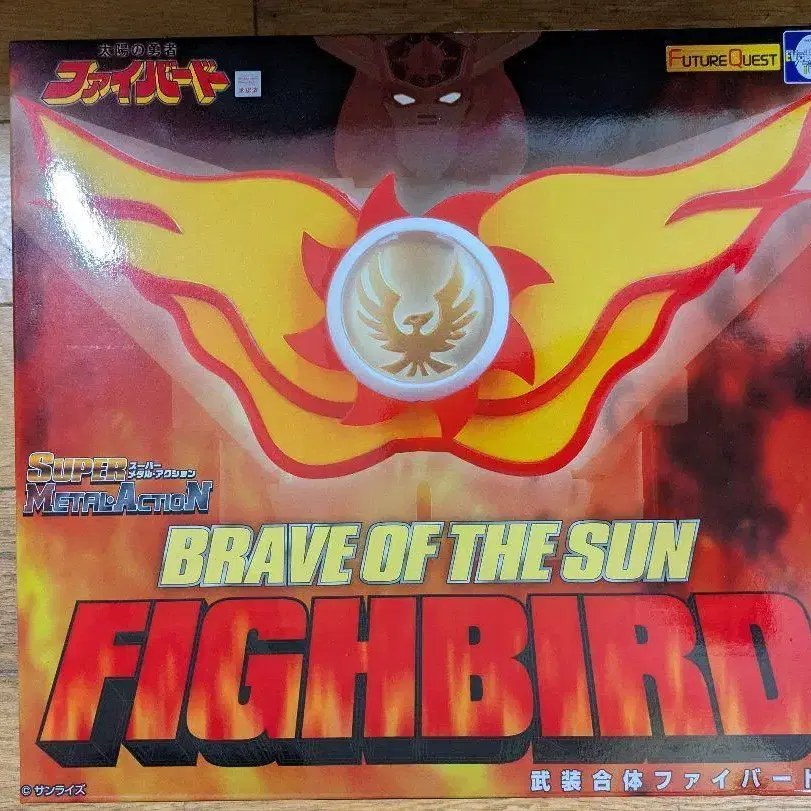 太陽の勇者
ファイバード
FUTUREQUEST
SUPER
スーパー
メタル・アクション
METAL•ACTION
BRAVE OF THE SUN
FIGHBIRD
武装合体ファイバード
© サンライズ